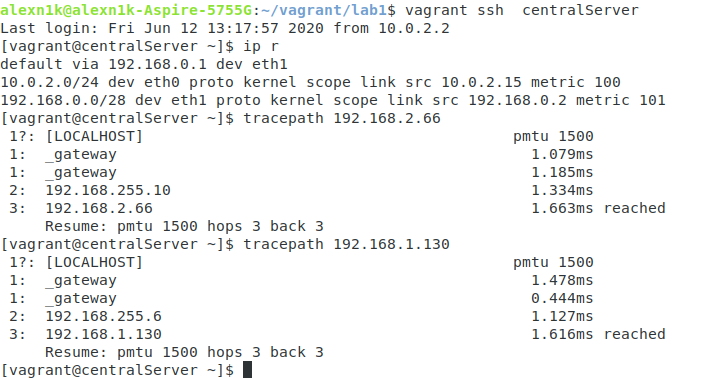 alexn1k@alexn1k-Aspire-5755G:~/vagrant/lab1$ vagrant ssh  centralServer
Last login: Fri Jun 12 13:17:57 2020 from 10.0.2.2
[vagrant@centralServer ~]$ ip r
default via 192.168.0.1 dev eth1
10.0.2.0/24 dev eth0 proto kernel scope link src 10.0.2.15 metric 100
192.168.0.0/28 dev eth1 proto kernel scope link src 192.168.0.2 metric 101
[vagrant@centralServer ~]$ tracepath 192.168.2.66
 1?: [LOCALHOST]                                         pmtu 1500
 1:  _gateway                                              1.079ms
 1:  _gateway                                              1.185ms
 2:  192.168.255.10                                        1.334ms
 3:  192.168.2.66                                          1.663ms reached
     Resume: pmtu 1500 hops 3 back 3
[vagrant@centralServer ~]$ tracepath 192.168.1.130
 1?: [LOCALHOST]                                         pmtu 1500
 1:  _gateway                                              1.478ms
 1:  _gateway                                              0.444ms
 2:  192.168.255.6                                         1.127ms
 3:  192.168.1.130                                         1.616ms reached
     Resume: pmtu 1500 hops 3 back 3
[vagrant@centralServer ~]$